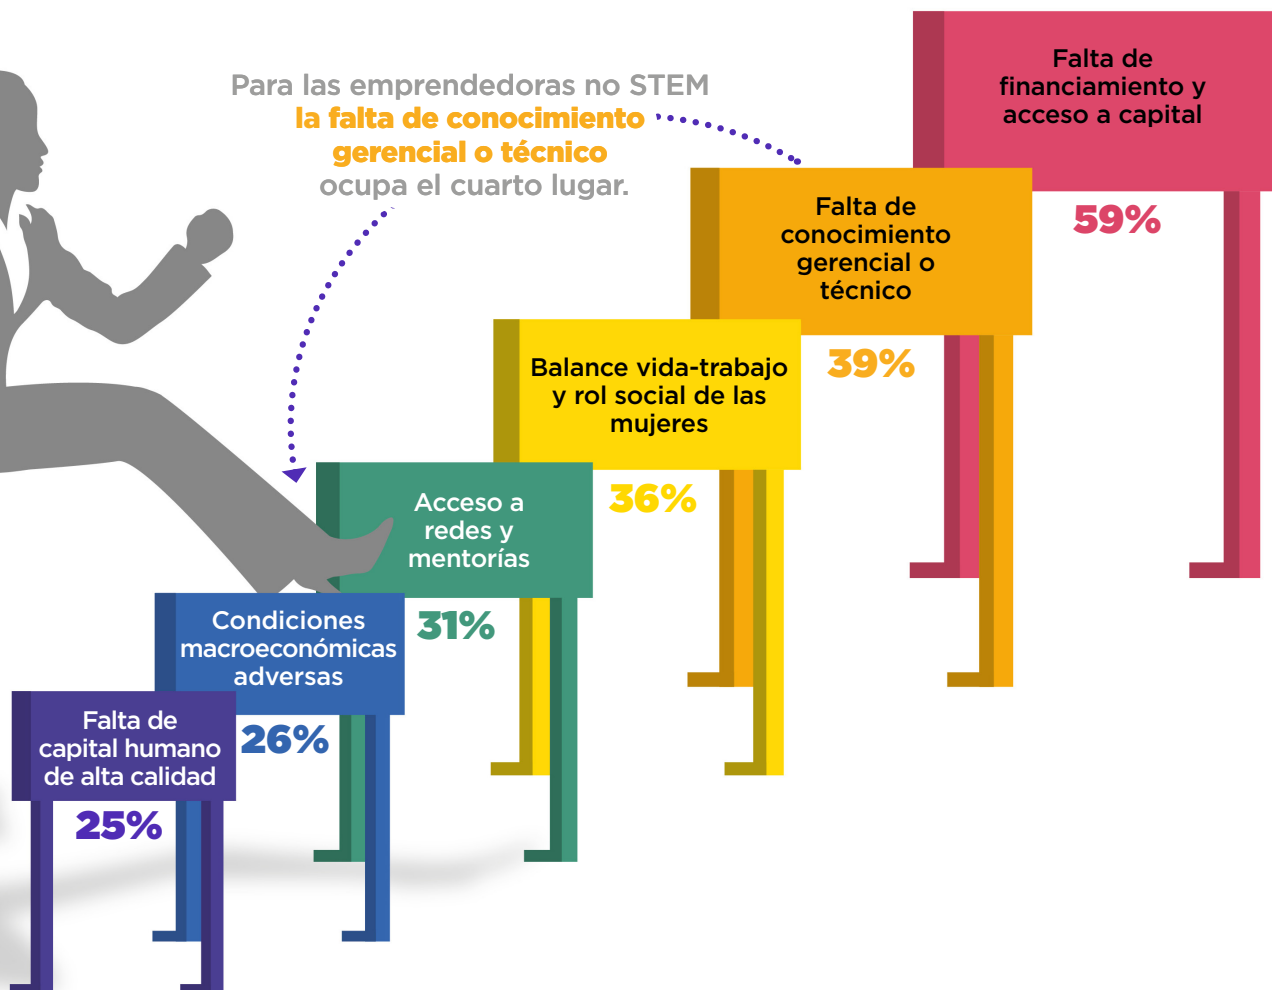 Para las emprendedoras no STEM
la falta de conocimiento
gerencial o técnico
ocupa el cuarto lugar.
Falta de
financiamiento y
acceso a capital
59%
Falta de
conocimiento
gerencial o
técnico
39%
Balance vida-trabajo
y rol social de las
mujeres
36%
Acceso a
redes y
mentorías
31%
Condiciones
macroeconómicas
adversas
26%
Falta de
capital humano
de alta calidad
25%